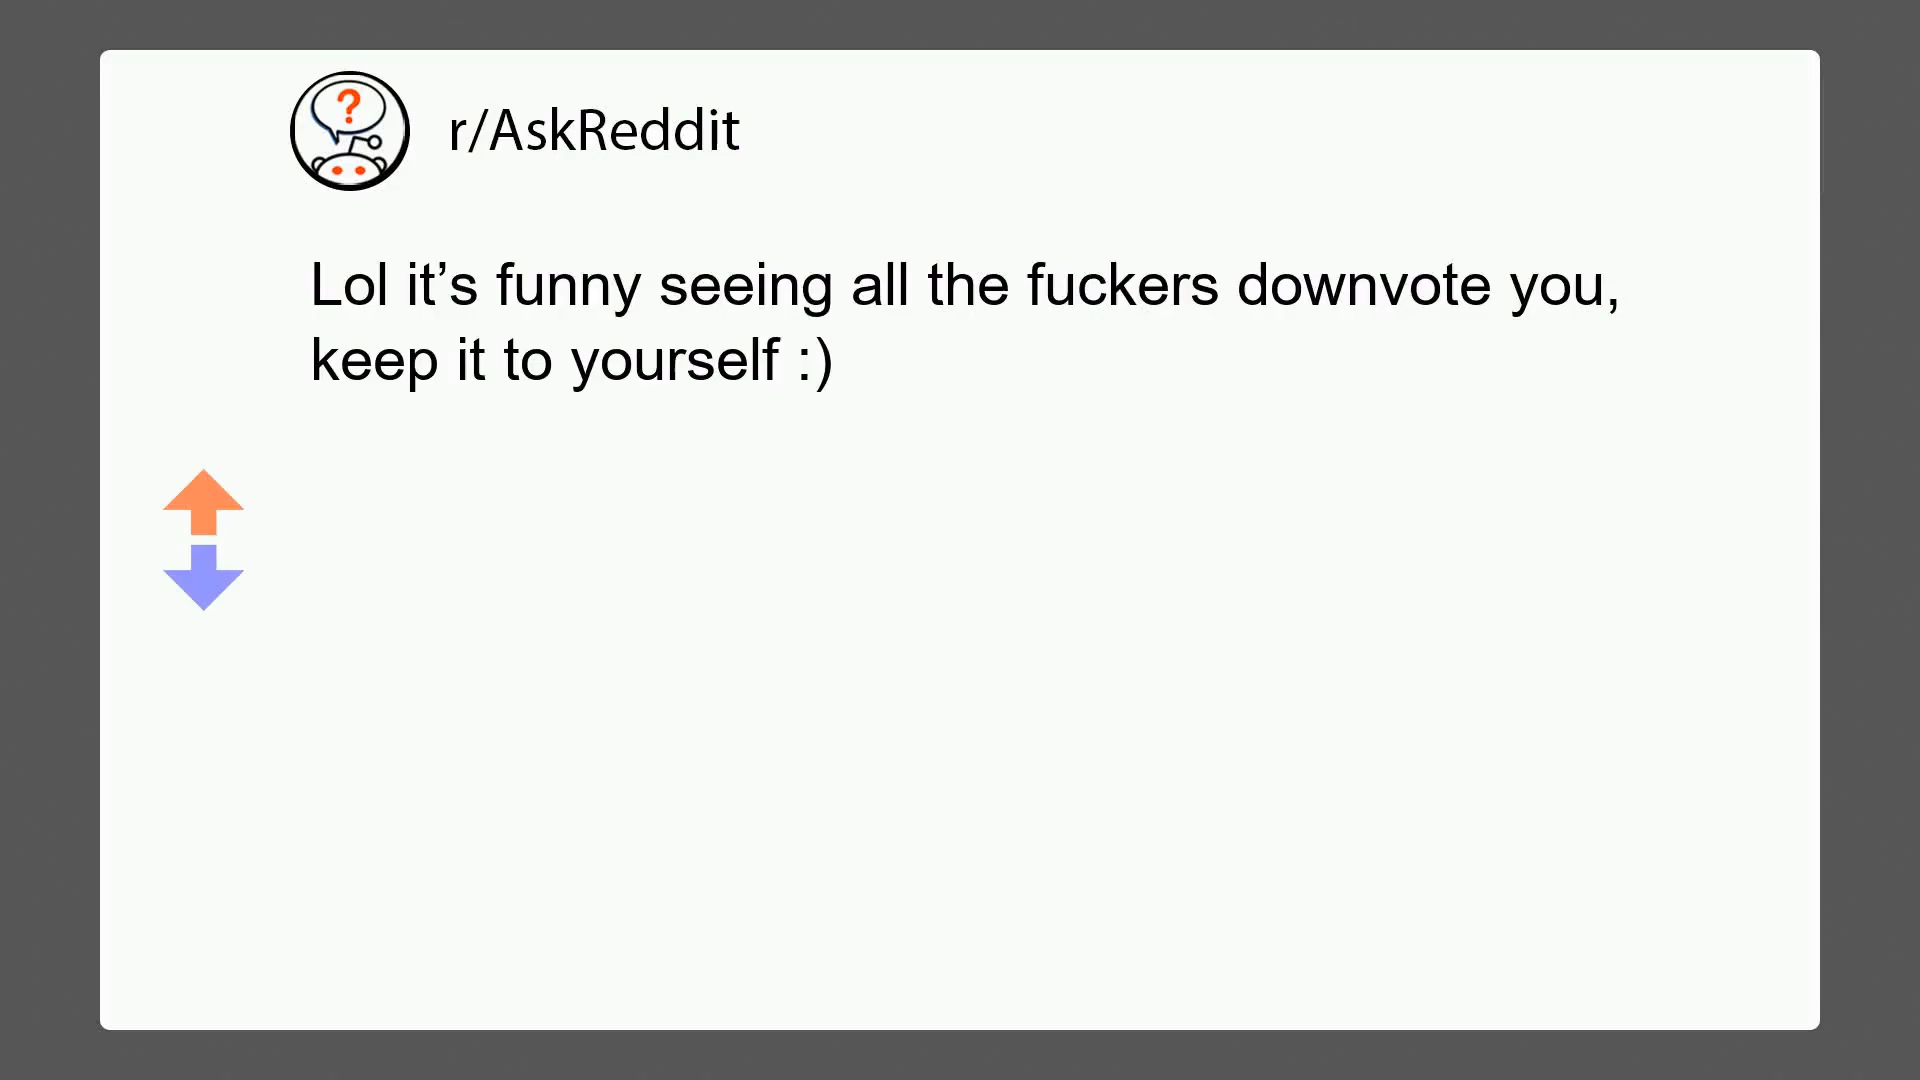 r/AskReddit
Lol it’s funny seeing all the fuckers downvote you,
keep it to yourself :)